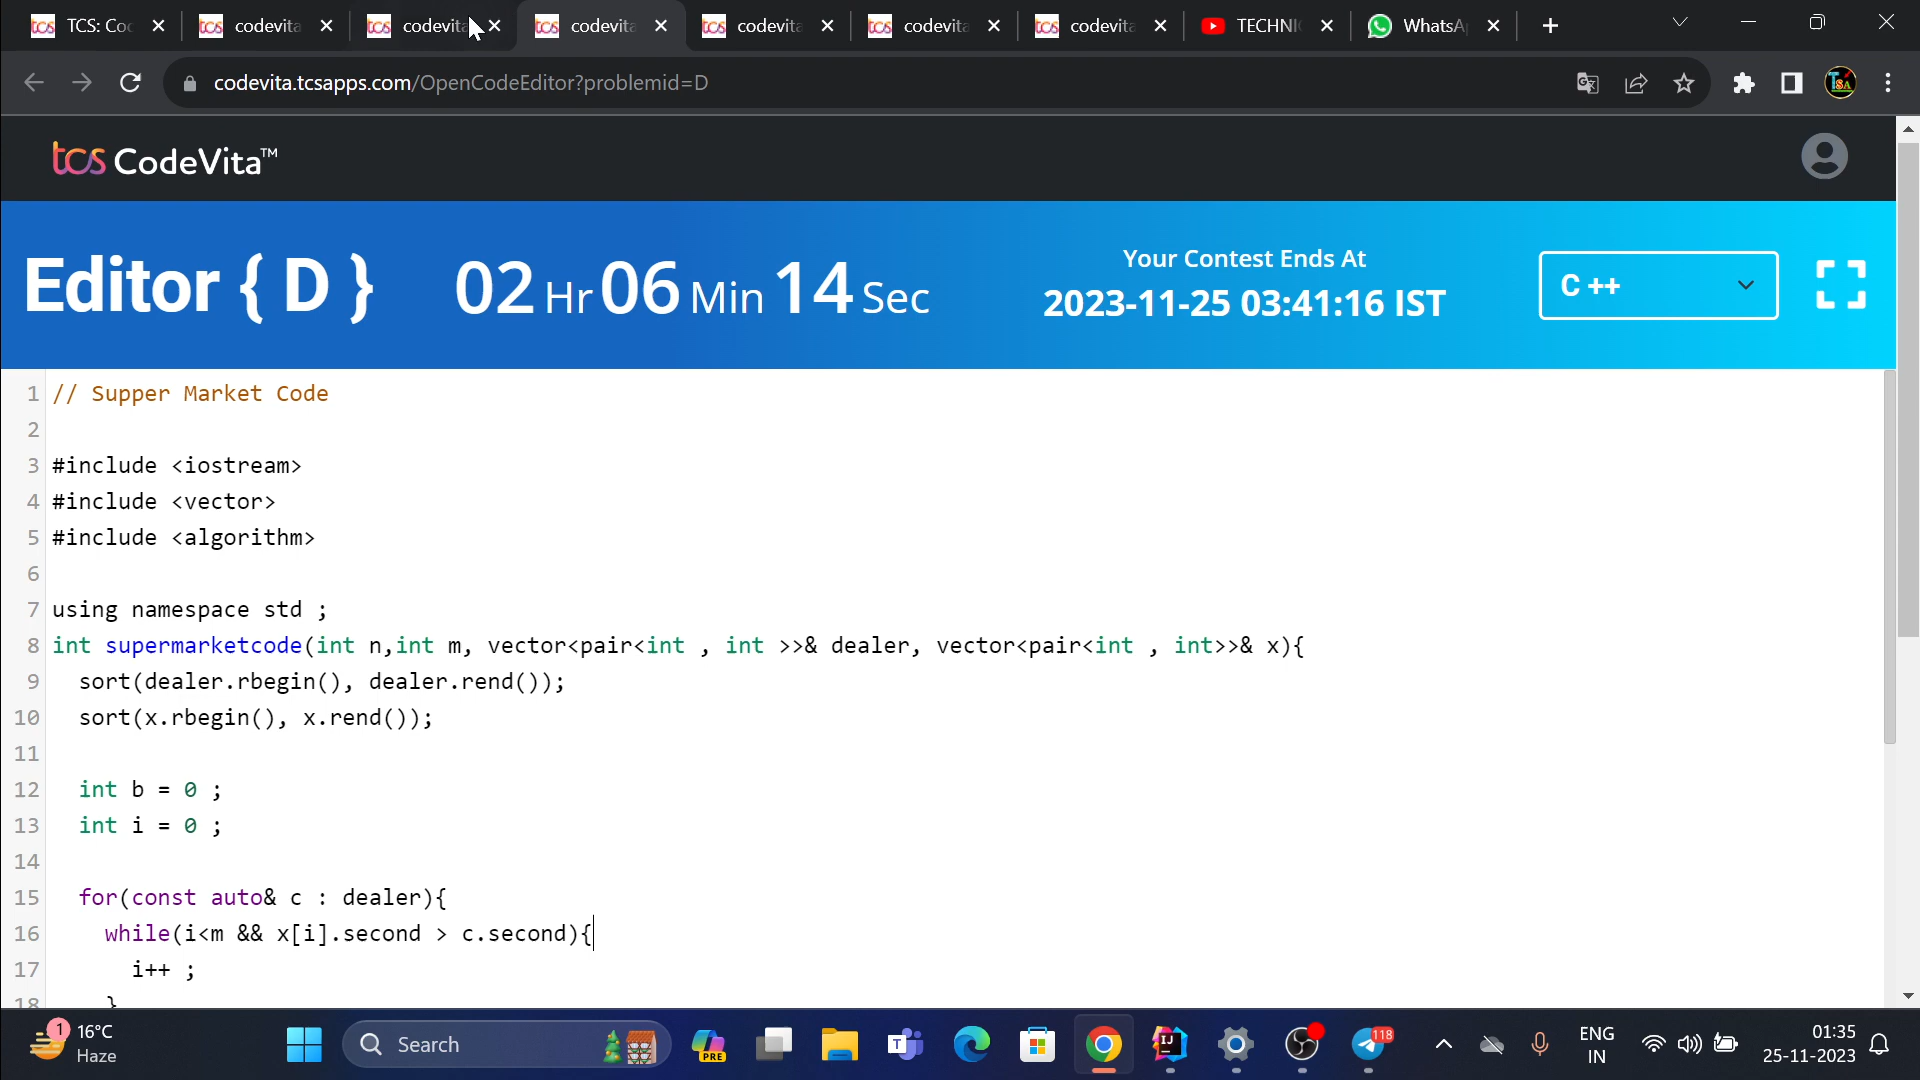 TCS: Co
codevita
codevita
codevita
codevita
codevita
codevita
TECHNI
WhatsA
codevita.tcsapps.com/OpenCodeEditor?problemid=D
TSA
tcs CodeVita™
Editor { D }
02 Hr 06 Min 14 Sec
Your Contest Ends At
2023-11-25 03:41:16 IST
C ++
1 // Supper Market Code
2
3 #include <iostream>
4 #include <vector>
5 #include <algorithm>
6
7 using namespace std ;
8 int supermarketcode(int n,int m, vector<pair<int , int >>& dealer, vector<pair<int , int>>& x){
9 sort(dealer.rbegin(), dealer.rend());
10 sort(x.rbegin(), x.rend());
11
12 int b = 0 ;
13 int i = 0 ;
14
15 for(const auto& c : dealer){
16 while(i<m && x[i].second > c.second){
17 i++ ;
18 }
1
16°C
Haze
Search
PRE
T
IJ
118
ENG
IN
01:35
25-11-2023